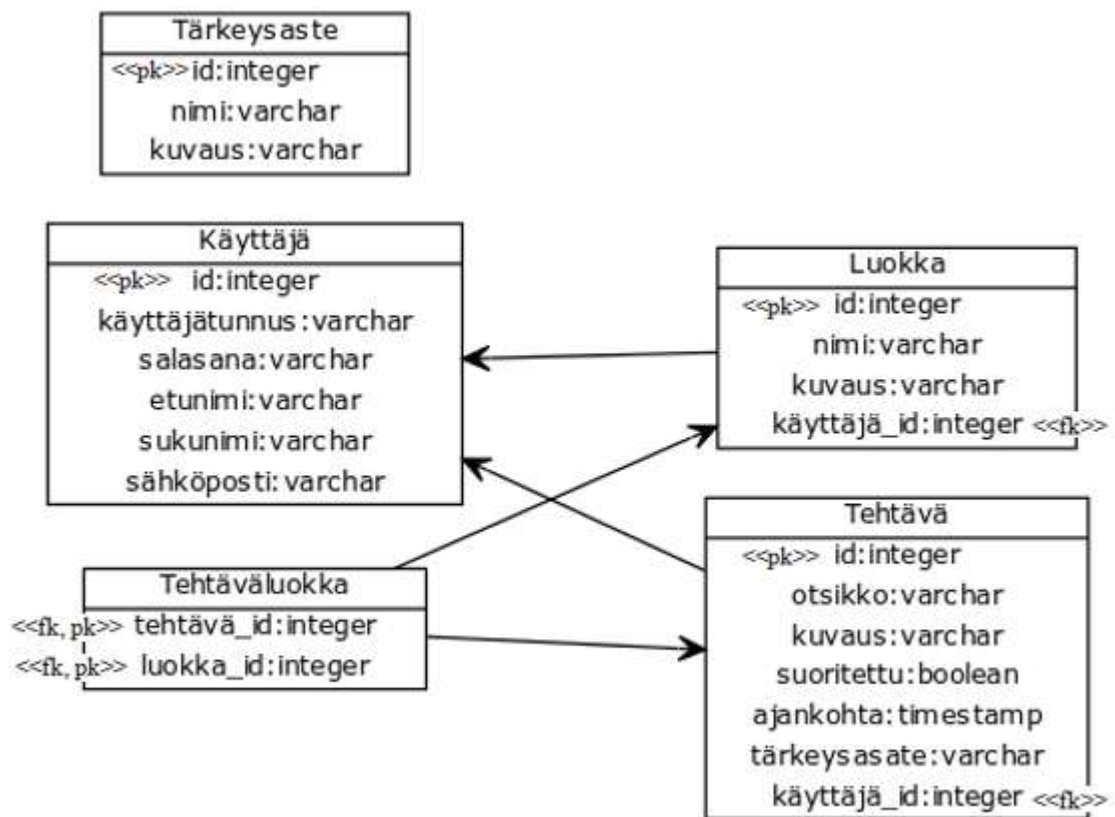 Tärkeysaste
<<pk>> id:integer
nimi:varchar
kuvaus:varchar
Käyttäjä
<<pk>> id:integer
käyttäjätunnus:varchar
salasana:varchar
etunimi:varchar
sukunimi:varchar
sähköposti:varchar
Luokka
<<pk>> id:integer
nimi:varchar
kuvaus:varchar
käyttäjä_id:integer <<fk>>
Tehtäväluokka
<<fk, pk>> tehtävä_id:integer
<<fk, pk>> luokka_id:integer
Tehtävä
<<pk>> id:integer
otsikko:varchar
kuvaus:varchar
suoritettu:boolean
ajankohta:timestamp
tärkeysasate:varchar
käyttäjä_id:integer <<fk>>